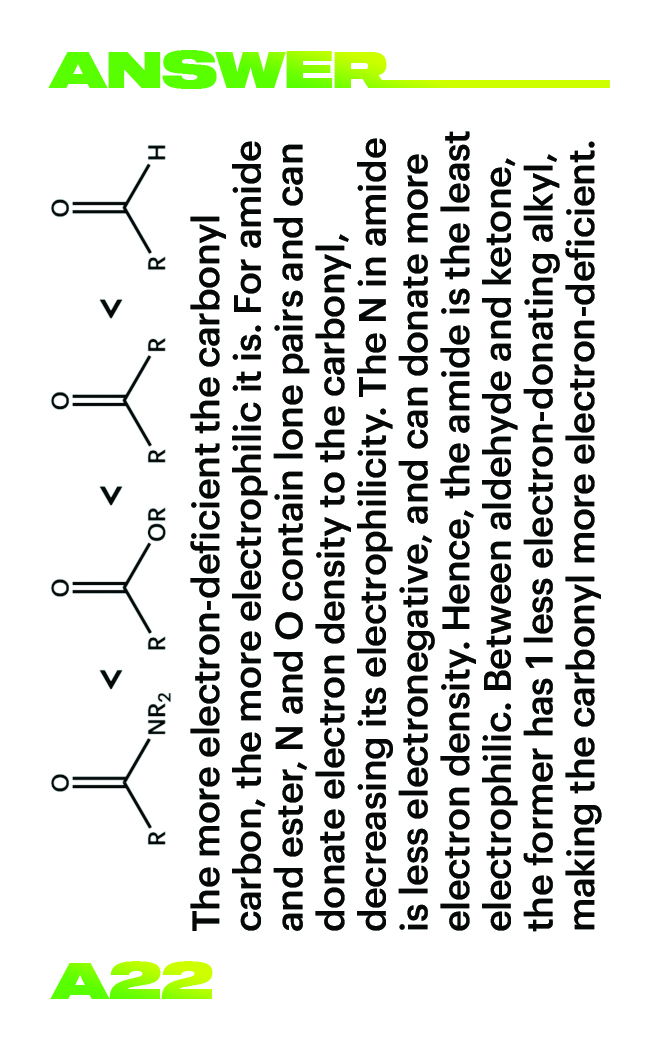 ANSWER
O O O O
R NR2 < R OR < R R < R H
The more electron-deficient the carbonyl
carbon, the more electrophilic it is. For amide
and ester, N and O contain lone pairs and can
donate electron density to the carbonyl,
decreasing its electrophilicity. The N in amide
is less electronegative, and can donate more
electron density. Hence, the amide is the least
electrophilic. Between aldehyde and ketone,
the former has 1 less electron-donating alkyl,
making the carbonyl more electron-deficient.
A22